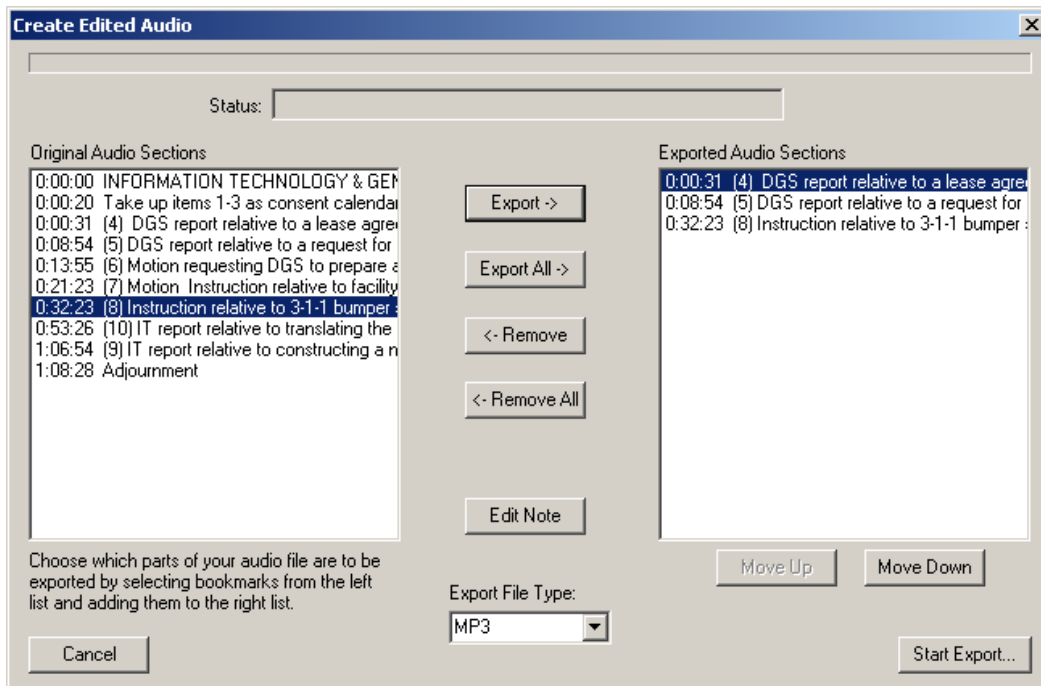 Create Edited Audio
Status:
Original Audio Sections
0:00:00 INFORMATION TECHNOLOGY & GEN
0:00:20 Take up items 1-3 as consent calendar
0:00:31 (4) DGS report relative to a lease agre
0:08:54 (5) DGS report relative to a request for
0:13:55 (6) Motion requesting DGS to prepare a
0:21:23 (7) Motion Instruction relative to facility
0:32:23 (8) Instruction relative to 3-1-1 bumper
0:53:26 (10) IT report relative to translating the
1:06:54 (9) IT report relative to constructing a n
1:08:28 Adjournment
Export ->
Export All ->
<- Remove
<- Remove All
Edit Note
Exported Audio Sections
0:00:31 (4) DGS report relative to a lease agre
0:08:54 (5) DGS report relative to a request for
0:32:23 (8) Instruction relative to 3-1-1 bumper
Move Up
Move Down
Choose which parts of your audio file are to be
exported by selecting bookmarks from the left
list and adding them to the right list.
Export File Type:
MP3
Cancel
Start Export...